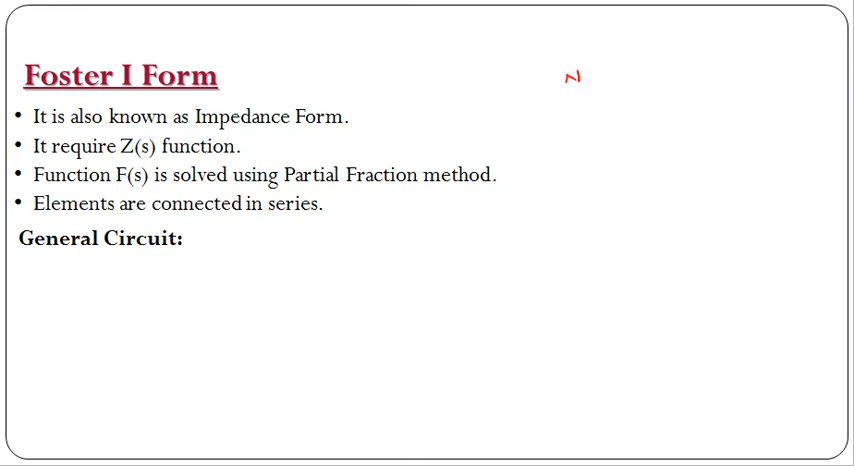 Foster I Form
• It is also known as Impedance Form.
• It require Z(s) function.
• Function F(s) is solved using Partial Fraction method.
• Elements are connected in series.
General Circuit: